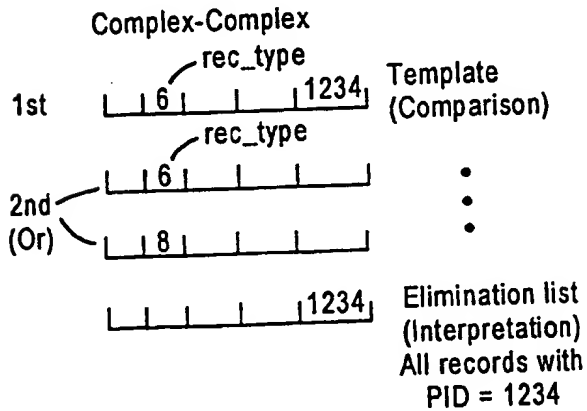 Complex-Complex
rec_type
1st 6 1234 Template
(Comparison)
rec_type
6
2nd
(Or)
8
1234 Elimination list
(Interpretation)
All records with
PID = 1234